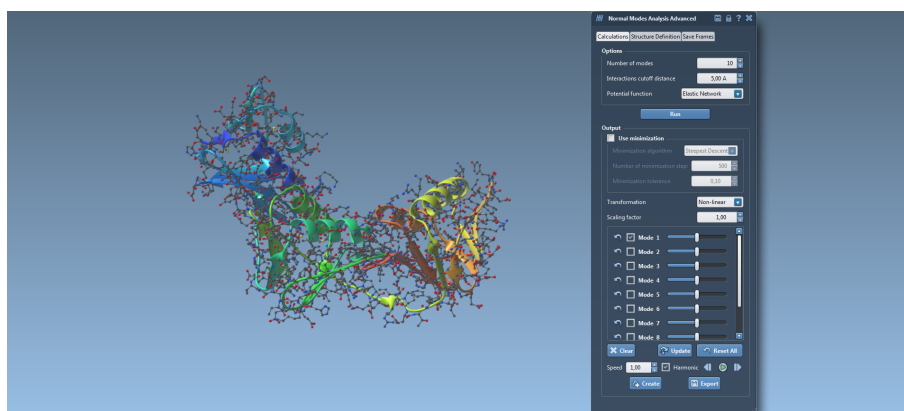 Normal Modes Analysis Advanced
Calculations Structure Definition Save Frames
Options
Number of modes 10
Interactions cutoff distance 5,00 A
Potential function Elastic Network
Run
Output
Use minimization
Minimization algorithm Steepest Descent
Number of minimization step 500
Minimization tolerance 0,10
Transformation Non-linear
Scaling factor 1,00
Mode 1
Mode 2
Mode 3
Mode 4
Mode 5
Mode 6
Mode 7
Mode 8
Clear Update Reset All
Speed 1,00 Harmonic
Create Export